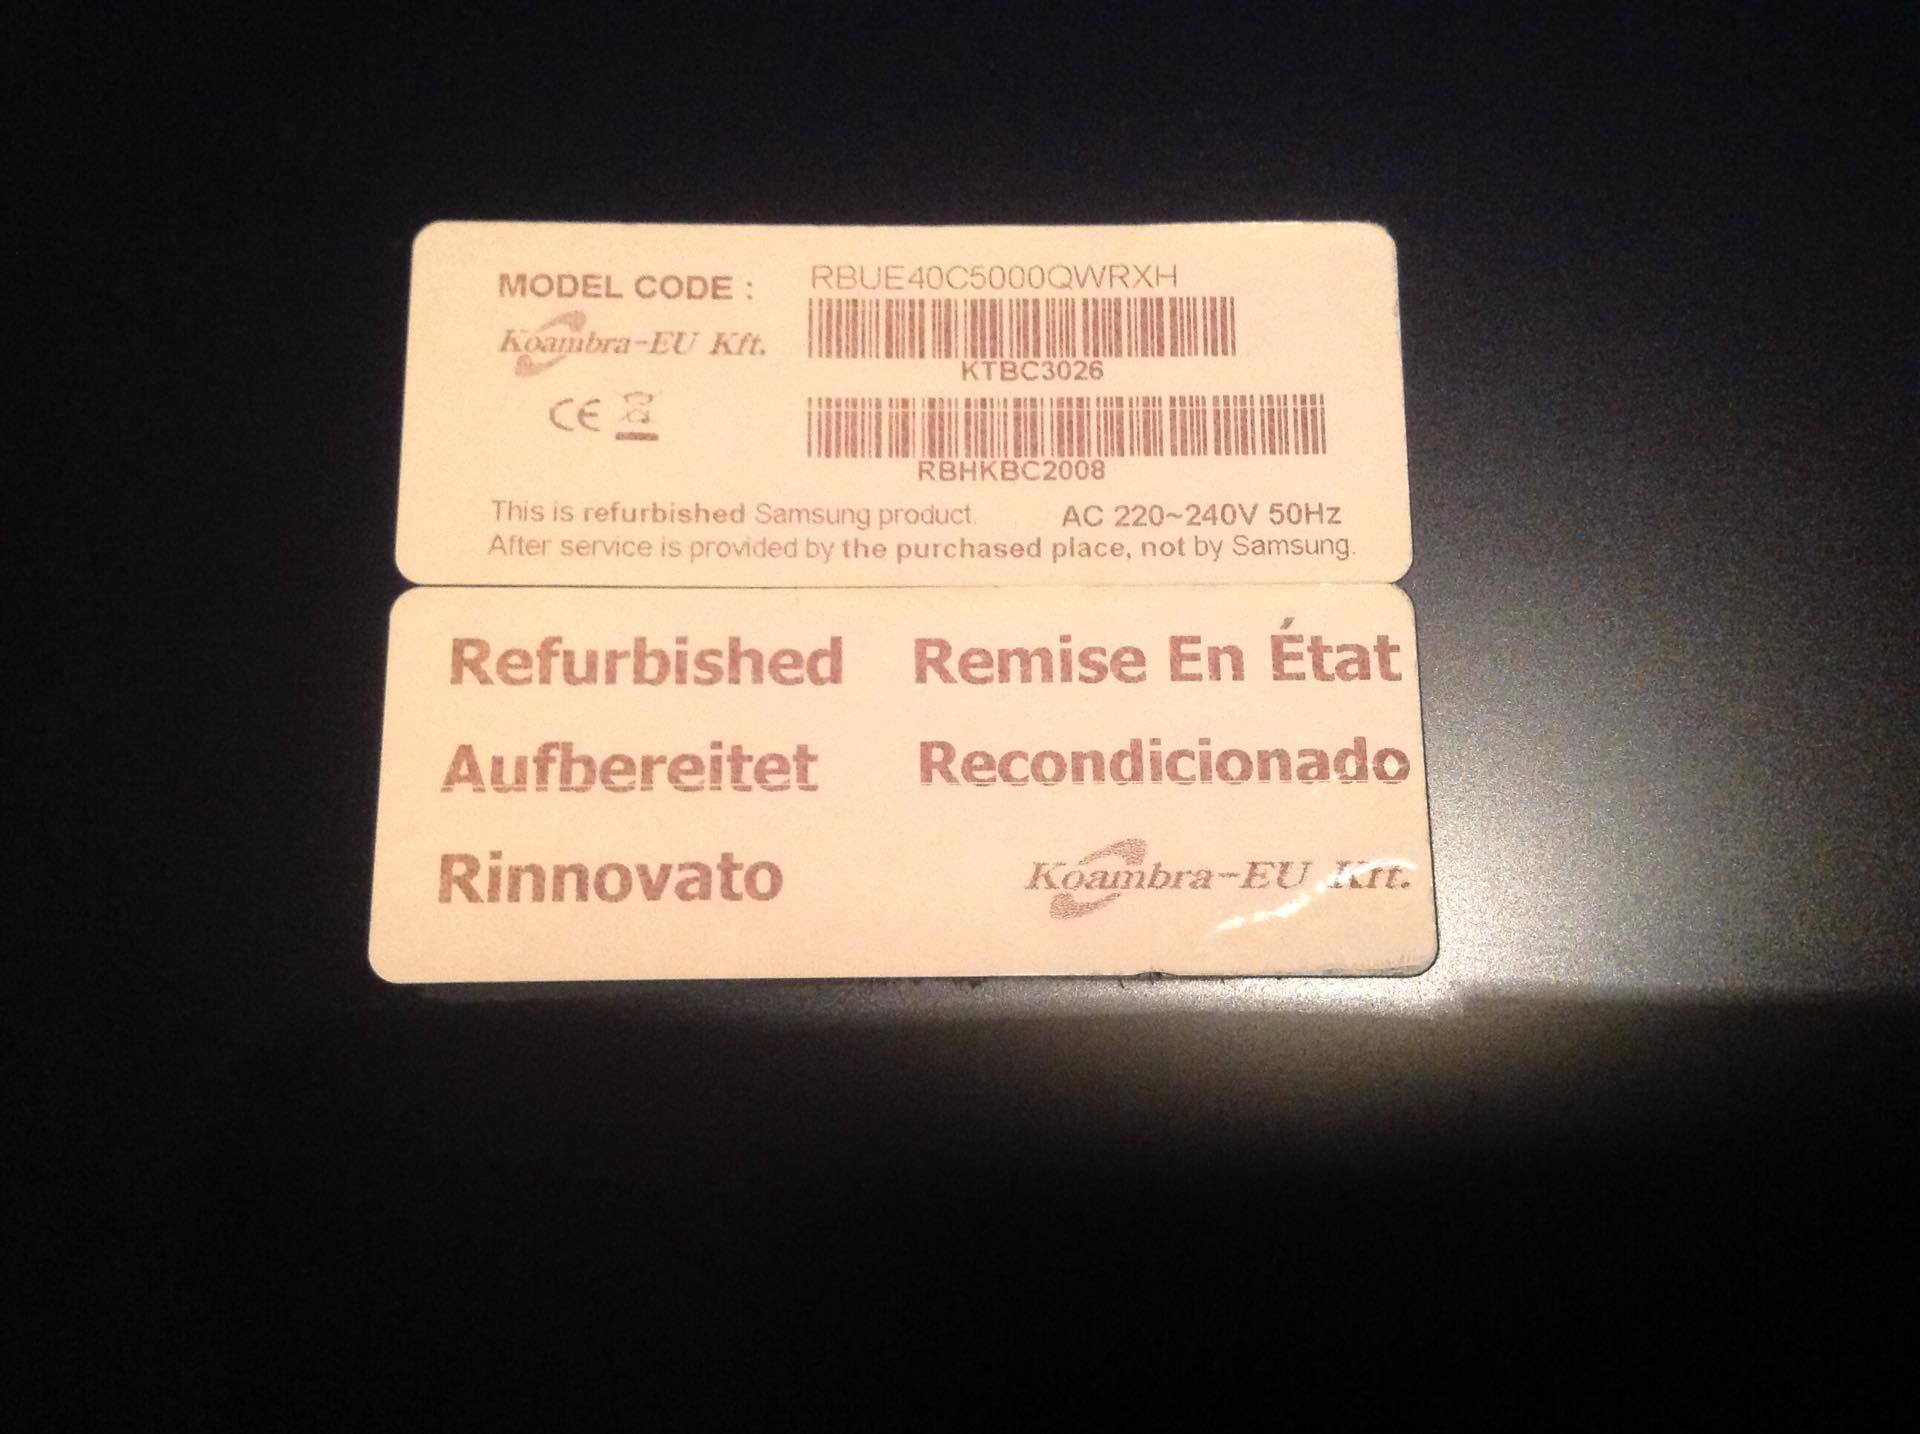 MODEL CODE : RBUE40C5000QWRXH
Koambra-EU Kft.
KTBC3026
CE
RBHKBC2008
This is refurbished Samsung product. AC 220~240V 50Hz
After service is provided by the purchased place, not by Samsung.
Refurbished Remise En État
Aufbereitet Recondicionado
Rinnovato Koambra-EU Kft.